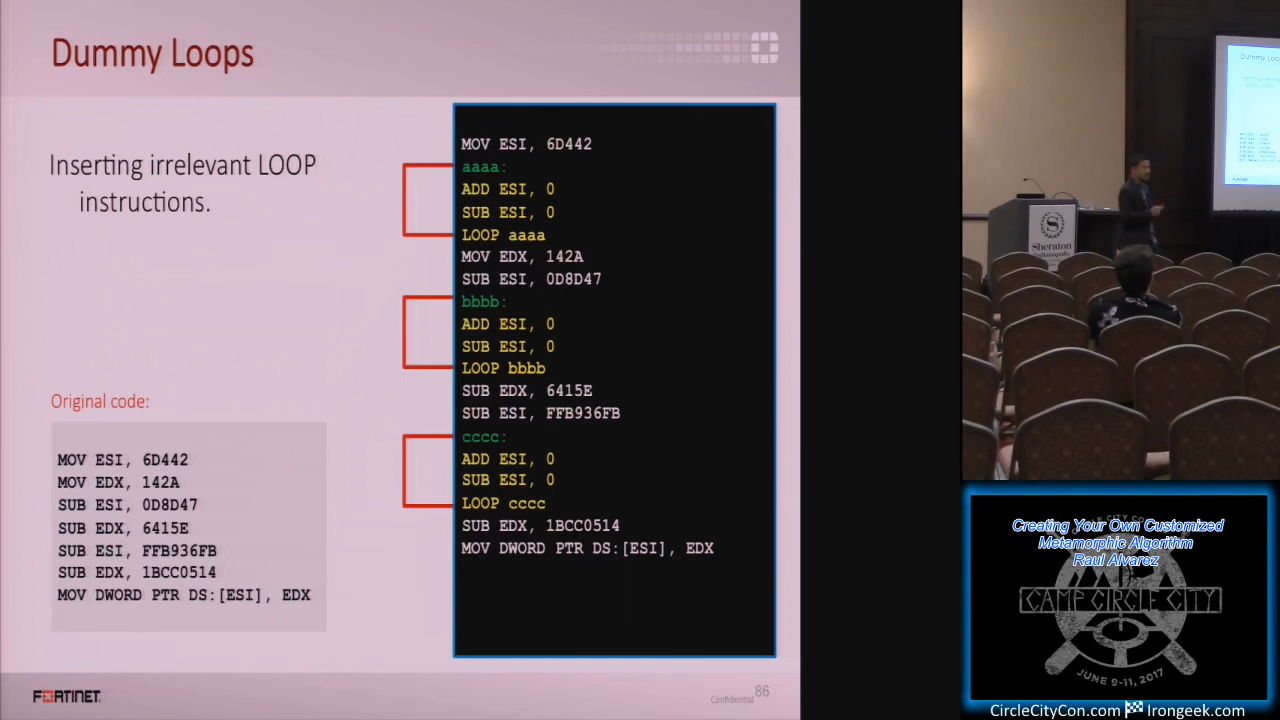 Dummy Loops
Inserting irrelevant LOOP
instructions.
Original code:
MOV ESI, 6D442
MOV EDX, 142A
SUB ESI, 0D8D47
SUB EDX, 6415E
SUB ESI, FFB936FB
SUB EDX, 1BCC0514
MOV DWORD PTR DS:[ESI], EDX
MOV ESI, 6D442
aaaa:
ADD ESI, 0
SUB ESI, 0
LOOP aaaa
MOV EDX, 142A
SUB ESI, 0D8D47
bbbb:
ADD ESI, 0
SUB ESI, 0
LOOP bbbb
SUB EDX, 6415E
SUB ESI, FFB936FB
cccc:
ADD ESI, 0
SUB ESI, 0
LOOP cccc
SUB EDX, 1BCC0514
MOV DWORD PTR DS:[ESI], EDX
FORTINET
Confidential
86
Dummy Loo
Sheraton
Indianapolis
Creating Your Own Customized
Metamorphic Algorithm
Raul Alvarez
CAMP CIRCLE CITY
JUNE 9-11, 2017
CircleCityCon.com Irongeek.com